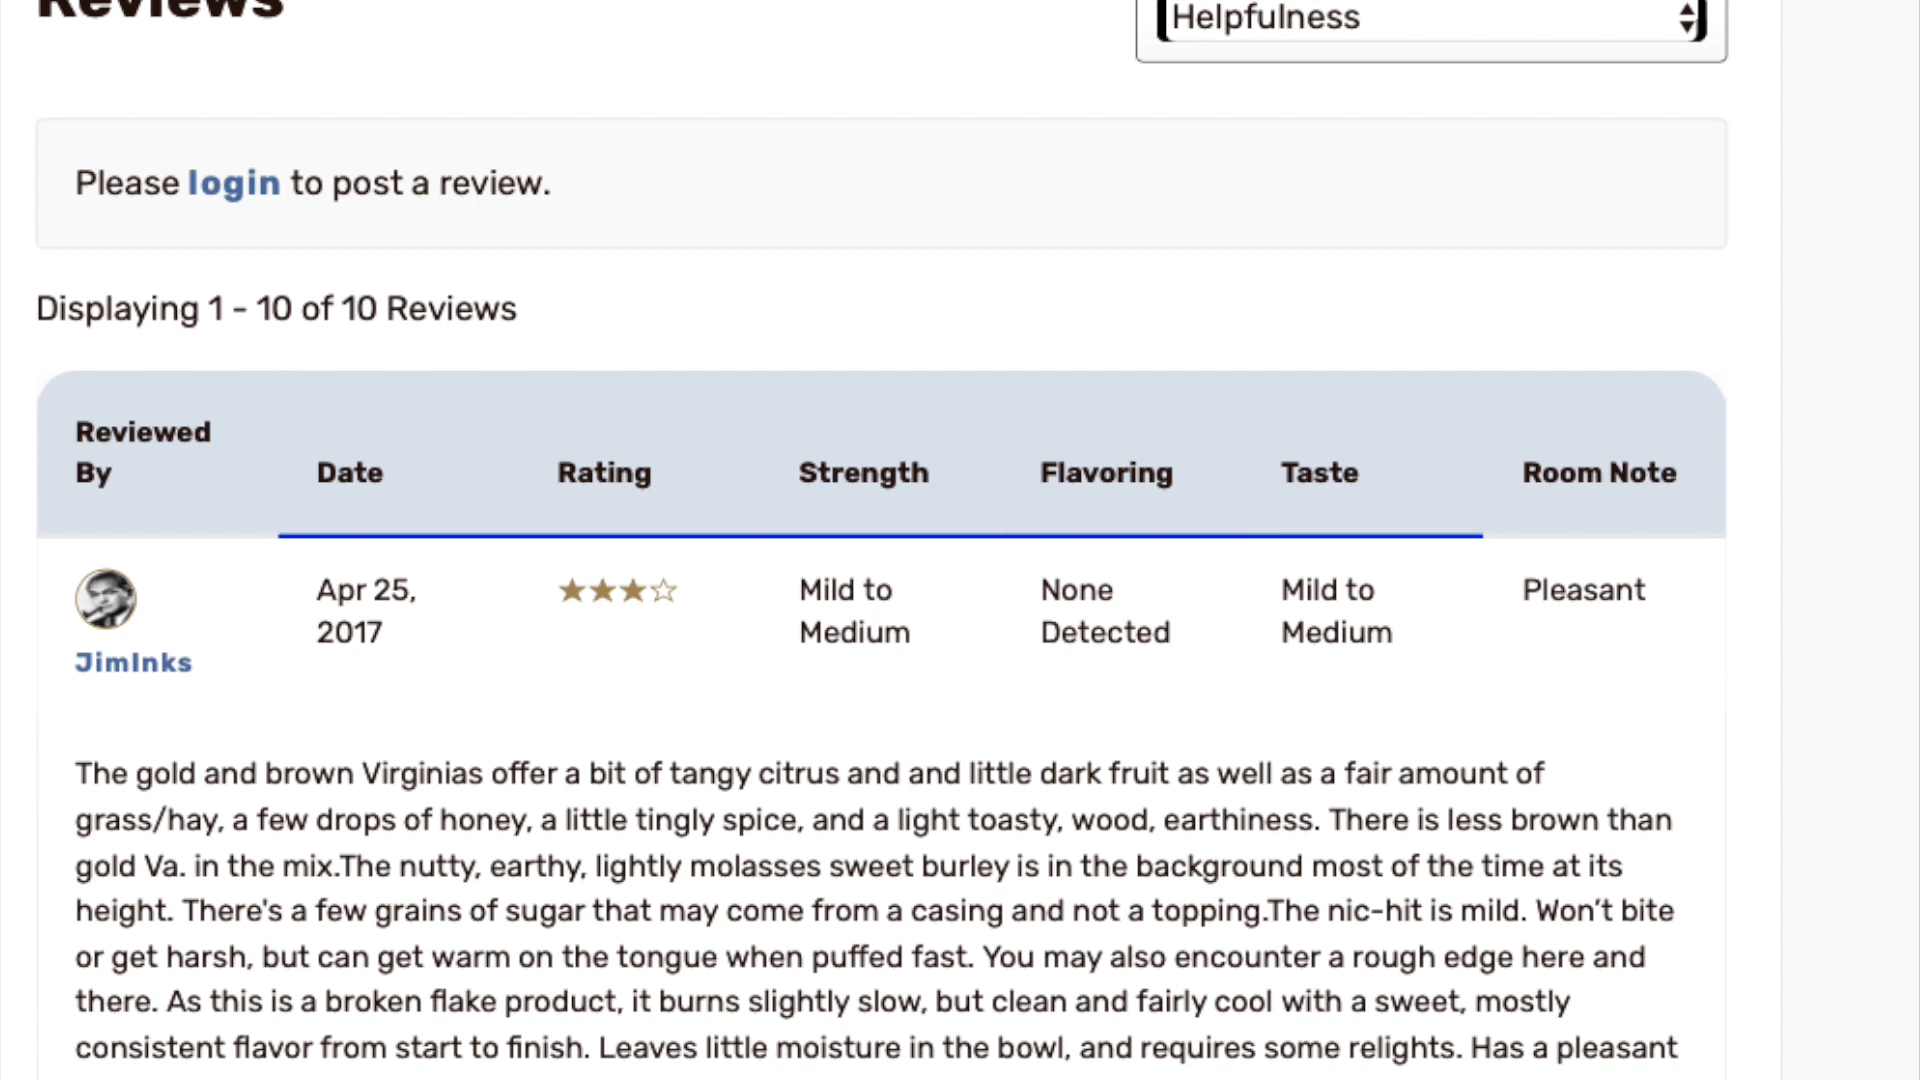 Reviews
Helpfulness
Please login to post a review.
Displaying 1 - 10 of 10 Reviews
Reviewed
By
Date
Rating
Strength
Flavoring
Taste
Room Note
JimInks
Apr 25,
2017
Mild to
Medium
None
Detected
Mild to
Medium
Pleasant
The gold and brown Virginias offer a bit of tangy citrus and and little dark fruit as well as a fair amount of
grass/hay, a few drops of honey, a little tingly spice, and a light toasty, wood, earthiness. There is less brown than
gold Va. in the mix.The nutty, earthy, lightly molasses sweet burley is in the background most of the time at its
height. There's a few grains of sugar that may come from a casing and not a topping.The nic-hit is mild. Won’t bite
or get harsh, but can get warm on the tongue when puffed fast. You may also encounter a rough edge here and
there. As this is a broken flake product, it burns slightly slow, but clean and fairly cool with a sweet, mostly
consistent flavor from start to finish. Leaves little moisture in the bowl, and requires some relights. Has a pleasant